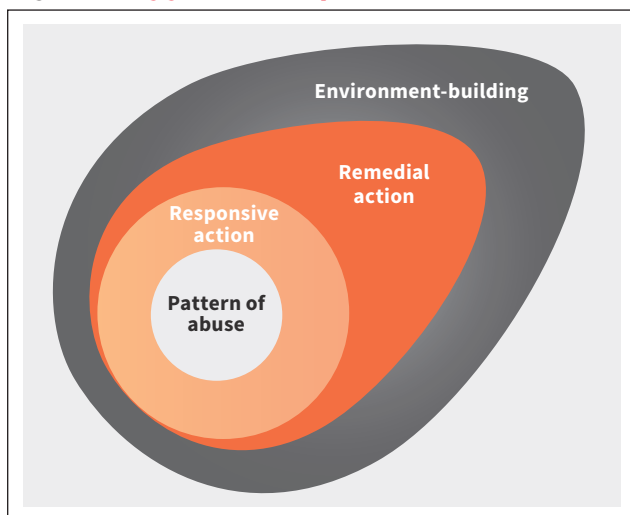 Environment-building
Remedial
action
Responsive
action
Pattern of
abuse